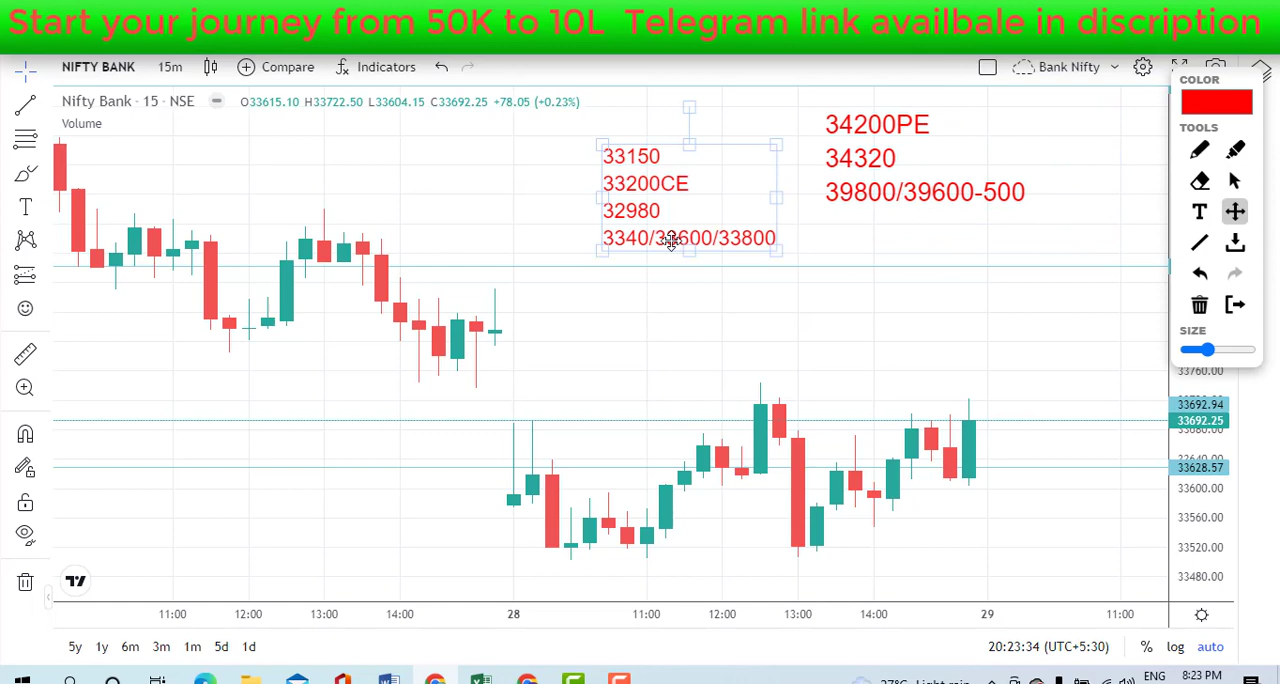 Start your journey from 50K to 10L Telegram link availbale in discription
NIFTY BANK 15m Compare Indicators Bank Nifty
Nifty Bank · 15 · NSE O33615.10 H33722.50 L33604.15 C33692.25 +78.05 (+0.23%)
Volume
33150
33200CE
32980
3340/33600/33800
34200PE
34320
39800/39600-500
COLOR
TOOLS
T
SIZE
33760.00
33692.94
33692.25
33628.57
33600.00
33560.00
33520.00
33480.00
11:00 12:00 13:00 14:00 28 11:00 12:00 13:00 14:00 29 11:00
5y 1y 6m 3m 1m 5d 1d 20:23:34 (UTC+5:30) % log auto
27°C Light rain ENG 8:23 PM